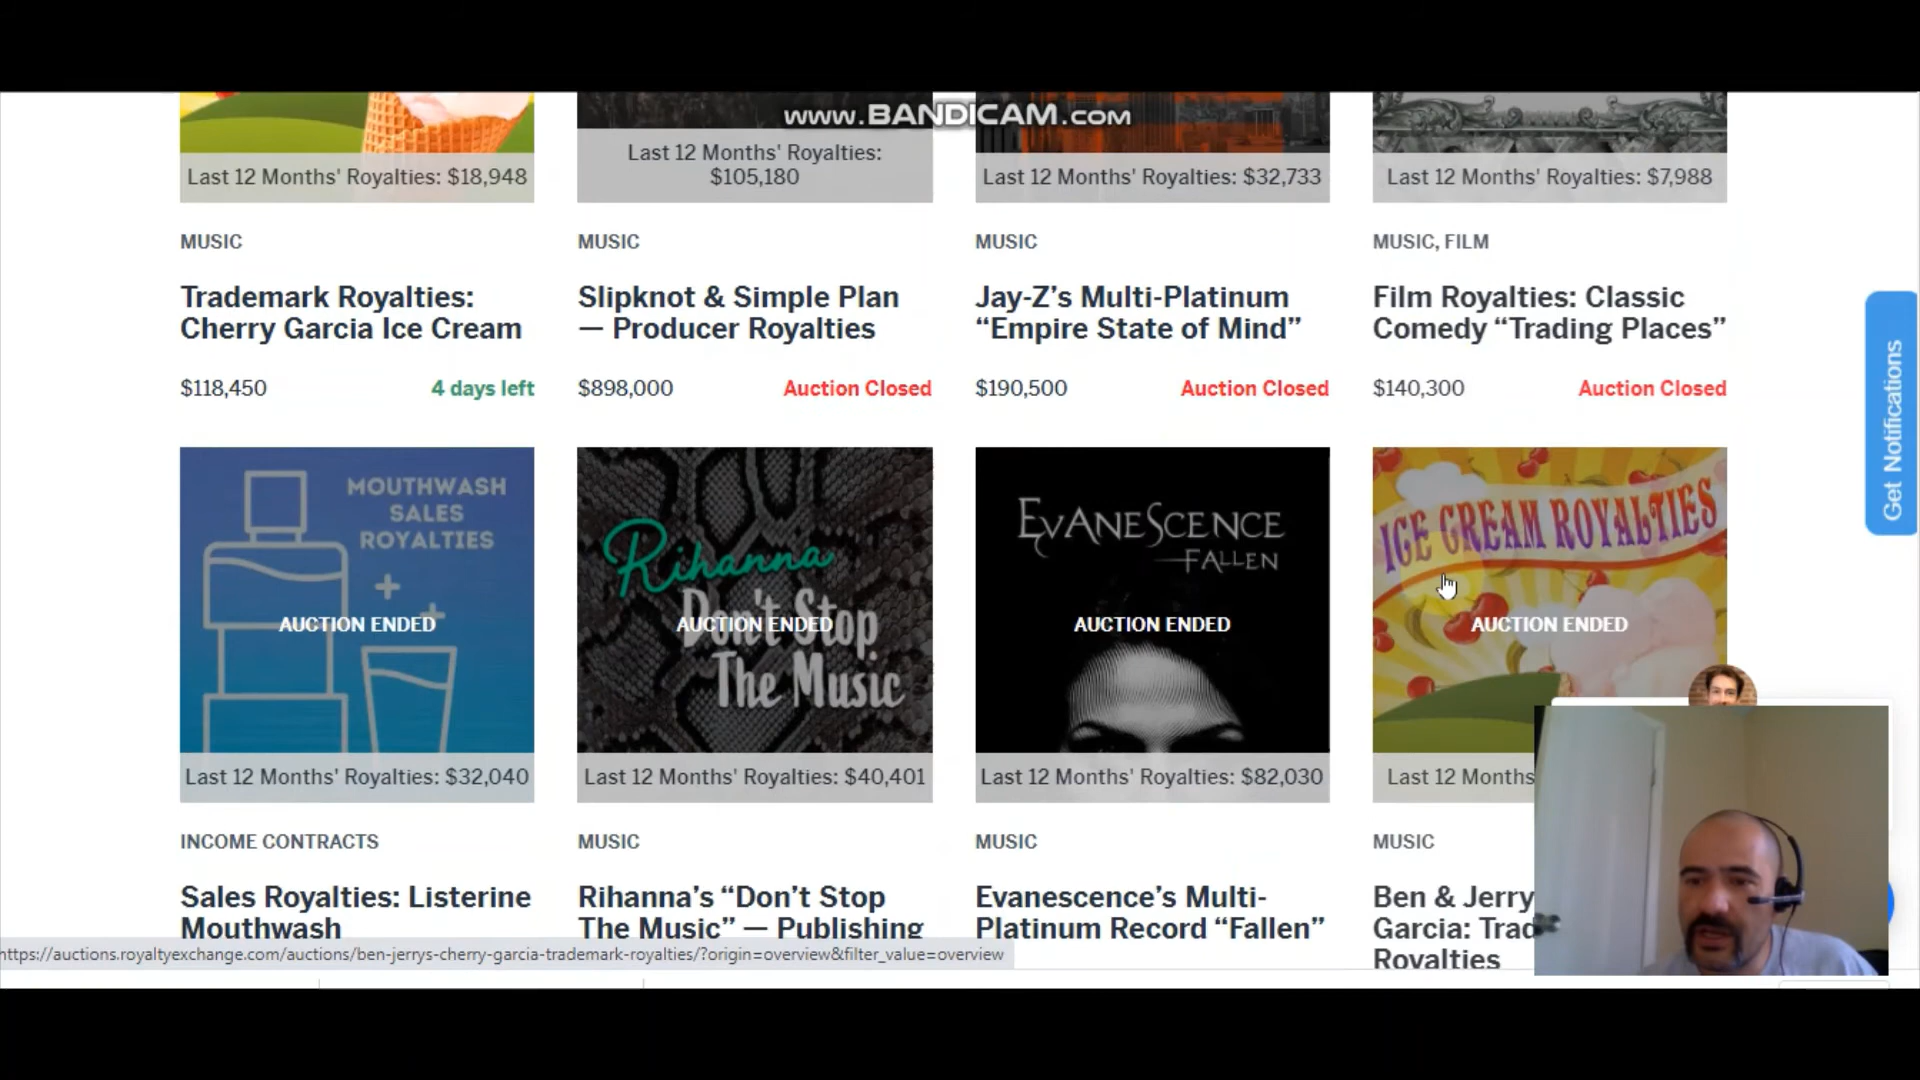 www.BANDICAM.com
Last 12 Months' Royalties: $18,948
Last 12 Months' Royalties:
$105,180
Last 12 Months' Royalties: $32,733
Last 12 Months' Royalties: $7,988
MUSIC
MUSIC
MUSIC
MUSIC, FILM
Trademark Royalties:
Cherry Garcia Ice Cream
Slipknot & Simple Plan
— Producer Royalties
Jay-Z’s Multi-Platinum
“Empire State of Mind”
Film Royalties: Classic
Comedy “Trading Places”
$118,450
4 days left
$898,000
Auction Closed
$190,500
Auction Closed
$140,300
Auction Closed
Get Notifications
MOUTHWASH
SALES
ROYALTIES
AUCTION ENDED
Last 12 Months' Royalties: $32,040
Rihanna
Don't Stop
The Music
AUCTION ENDED
Last 12 Months' Royalties: $40,401
EVANESCENCE
FALLEN
AUCTION ENDED
Last 12 Months' Royalties: $82,030
ICE CREAM ROYALTIES
AUCTION ENDED
Last 12 Months
INCOME CONTRACTS
MUSIC
MUSIC
MUSIC
Sales Royalties: Listerine
Mouthwash
Rihanna’s “Don’t Stop
The Music” — Publishing
Evanescence’s Multi-
Platinum Record “Fallen”
Ben & Jerry
Garcia: Trad
Royalties
https://auctions.royaltyexchange.com/auctions/ben-jerrys-cherry-garcia-trademark-royalties/?origin=overview&filter_value=overview